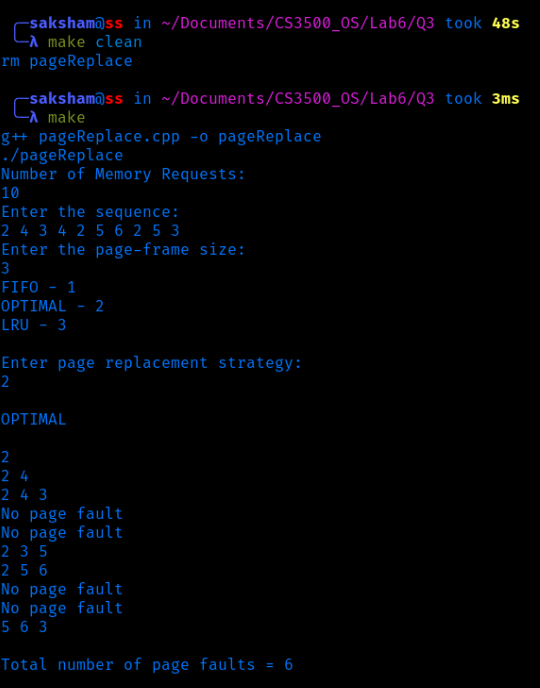 ╭─saksham@ss in ~/Documents/CS3500_OS/Lab6/Q3 took 48s
╰─λ make clean
rm pageReplace
╭─saksham@ss in ~/Documents/CS3500_OS/Lab6/Q3 took 3ms
╰─λ make
g++ pageReplace.cpp -o pageReplace
./pageReplace
Number of Memory Requests:
10
Enter the sequence:
2 4 3 4 2 5 6 2 5 3
Enter the page-frame size:
3
FIFO - 1
OPTIMAL - 2
LRU - 3
Enter page replacement strategy:
2
OPTIMAL
2
2 4
2 4 3
No page fault
No page fault
2 3 5
2 5 6
No page fault
No page fault
5 6 3
Total number of page faults = 6